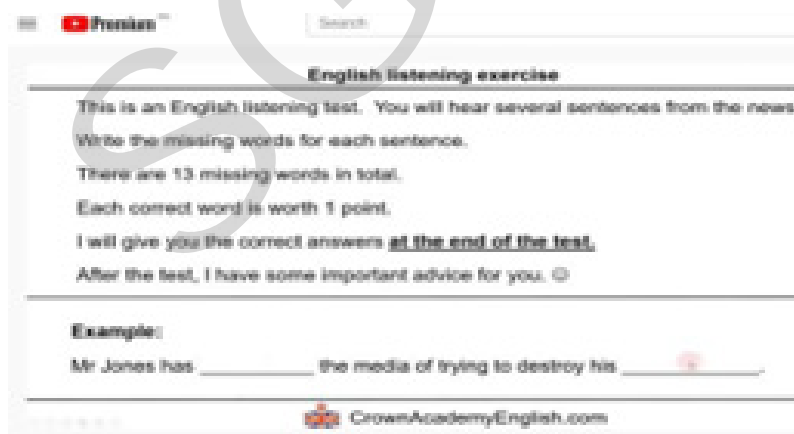 Premium
Search
English listening exercise
This is an English listening test. You will hear several sentences from the news
Write the missing words for each sentence.
There are 13 missing words in total.
Each correct word is worth 1 point.
I will give you the correct answers at the end of the test.
After the test, I have some important advice for you. ☺
Example:
Mr Jones has __________ the media of trying to destroy his ____________.
CrownAcademyEnglish.com